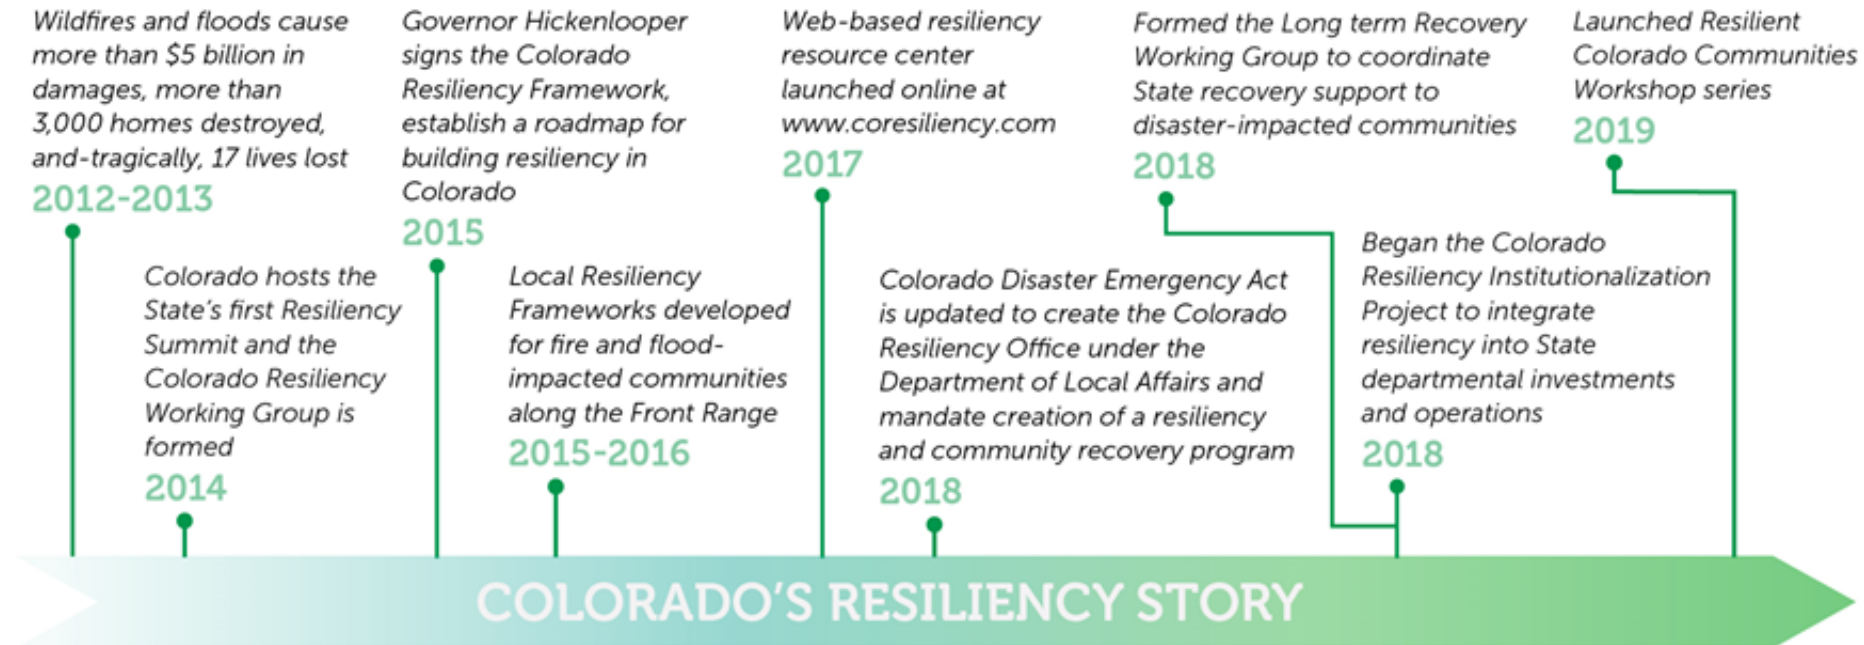 Wildfires and floods cause
more than $5 billion in
damages, more than
3,000 homes destroyed,
and-tragically, 17 lives lost
2012-2013
Colorado hosts the
State's first Resiliency
Summit and the
Colorado Resiliency
Working Group is
formed
2014
Governor Hickenlooper
signs the Colorado
Resiliency Framework,
establish a roadmap for
building resiliency in
Colorado
2015
Local Resiliency
Frameworks developed
for fire and flood-
impacted communities
along the Front Range
2015-2016
Web-based resiliency
resource center
launched online at
www.coresiliency.com
2017
Colorado Disaster Emergency Act
is updated to create the Colorado
Resiliency Office under the
Department of Local Affairs and
mandate creation of a resiliency
and community recovery program
2018
Formed the Long term Recovery
Working Group to coordinate
State recovery support to
disaster-impacted communities
2018
Began the Colorado
Resiliency Institutionalization
Project to integrate
resiliency into State
departmental investments
and operations
2018
Launched Resilient
Colorado Communities
Workshop series
2019
COLORADO'S RESILIENCY STORY